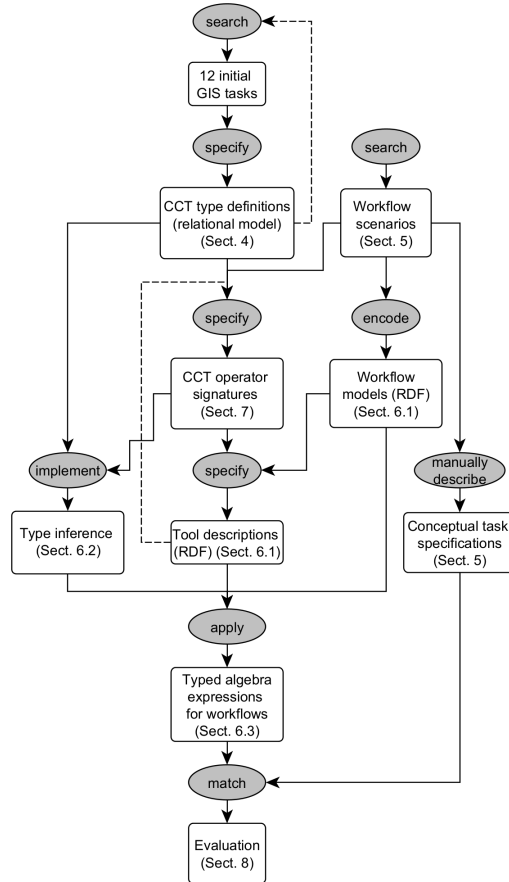 search
12 initial
GIS tasks
specify
search
CCT type definitions
(relational model)
(Sect. 4)
Workflow
scenarios
(Sect. 5)
specify
encode
CCT operator
signatures
(Sect. 7)
Workflow
models (RDF)
(Sect. 6.1)
implement
specify
manually
describe
Type inference
(Sect. 6.2)
Tool descriptions
(RDF) (Sect. 6.1)
Conceptual task
specifications
(Sect. 5)
apply
Typed algebra
expressions
for workflows
(Sect. 6.3)
match
Evaluation
(Sect. 8)